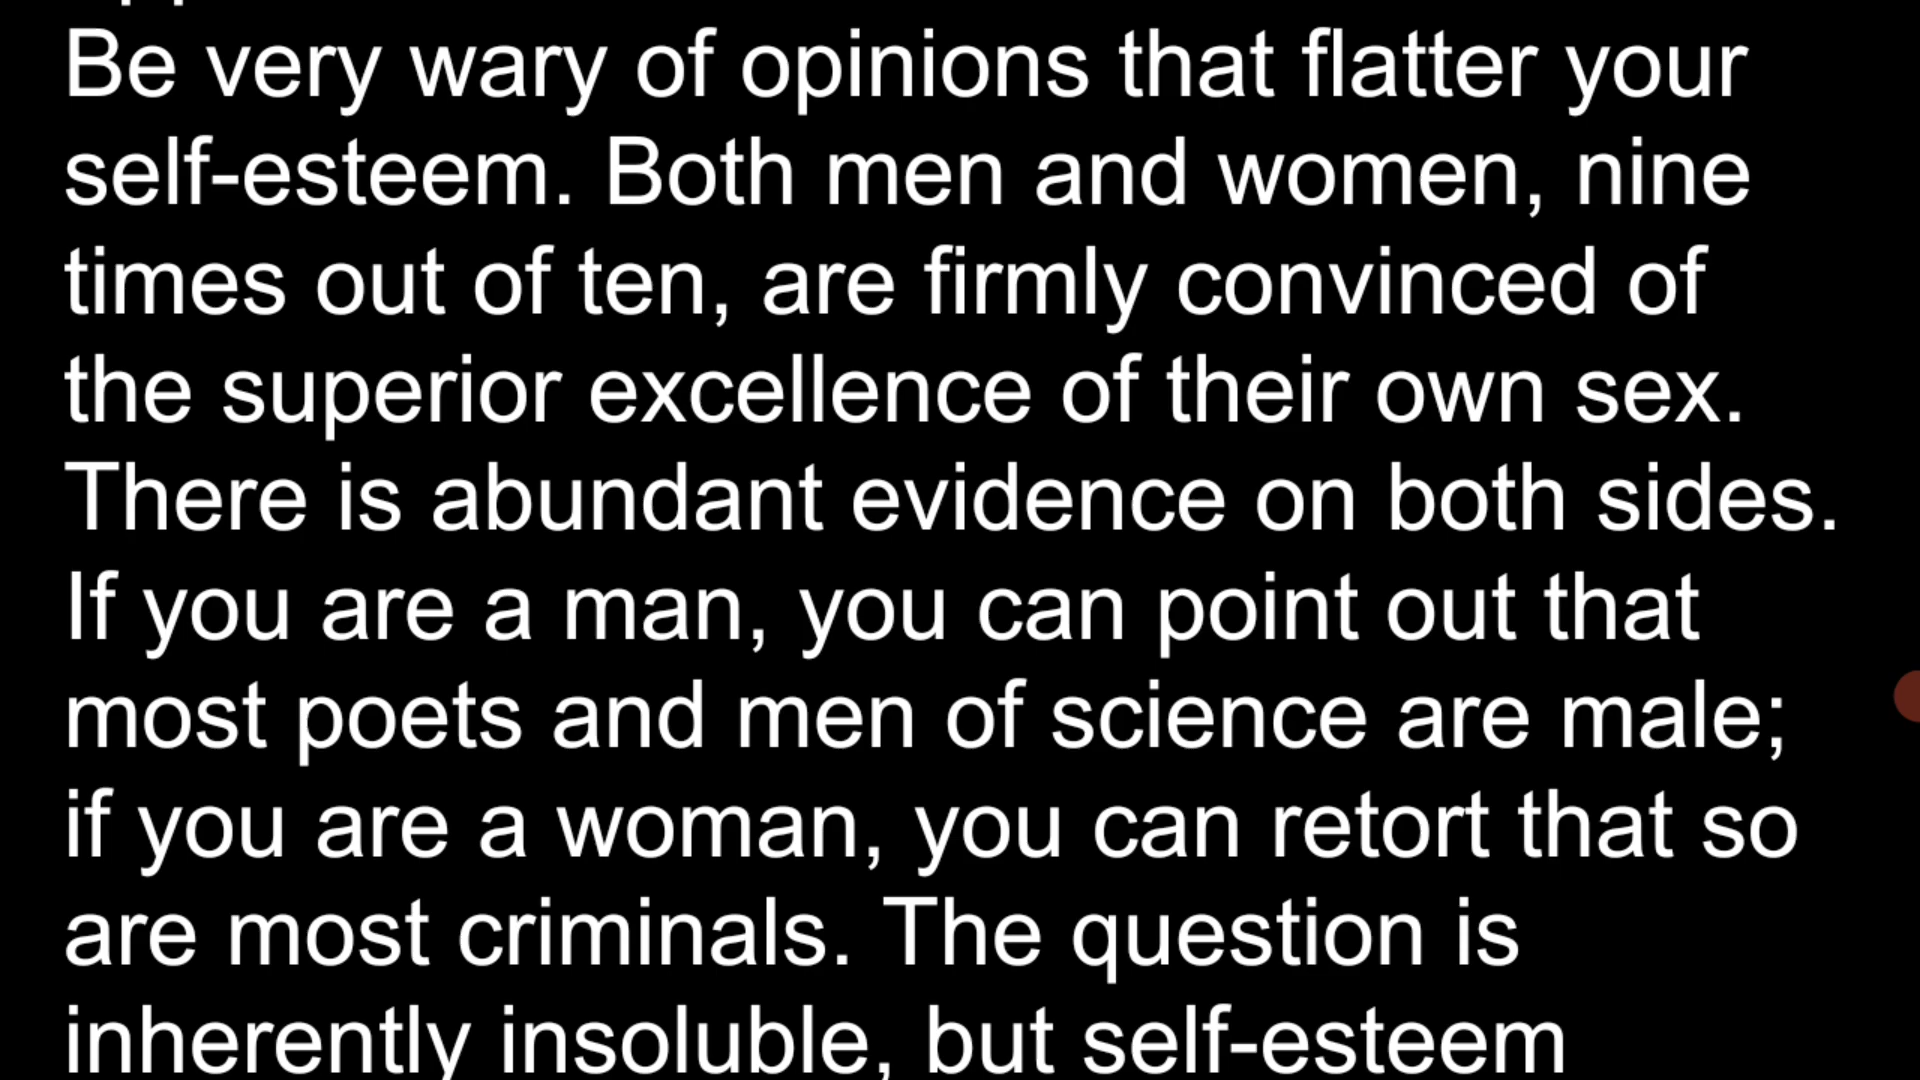 Be very wary of opinions that flatter your
self-esteem. Both men and women, nine
times out of ten, are firmly convinced of
the superior excellence of their own sex.
There is abundant evidence on both sides.
If you are a man, you can point out that
most poets and men of science are male;
if you are a woman, you can retort that so
are most criminals. The question is
inherently insoluble, but self-esteem